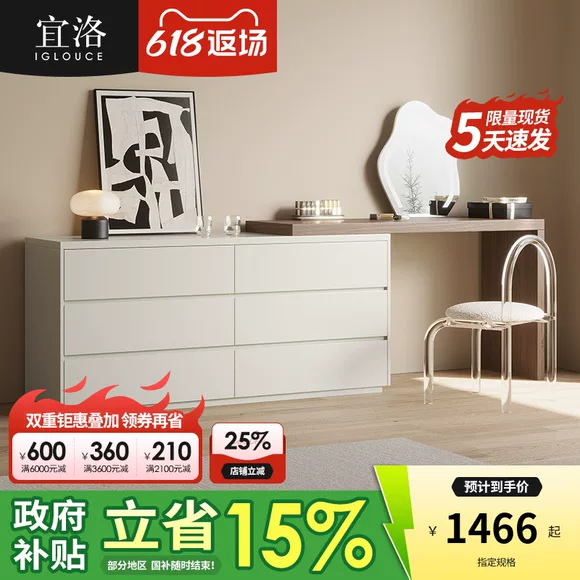 宜洛
IGLOUCE
618返场
限量现货
5天速发
双重钜惠叠加 领券再省
¥600
满6000元减
¥360
满3600元减
¥210
满2100元减
25%
店铺立减
政府补贴
立省15%
部分地区 国补随时结束!
预计到手价
¥ 1466 起
指定规格